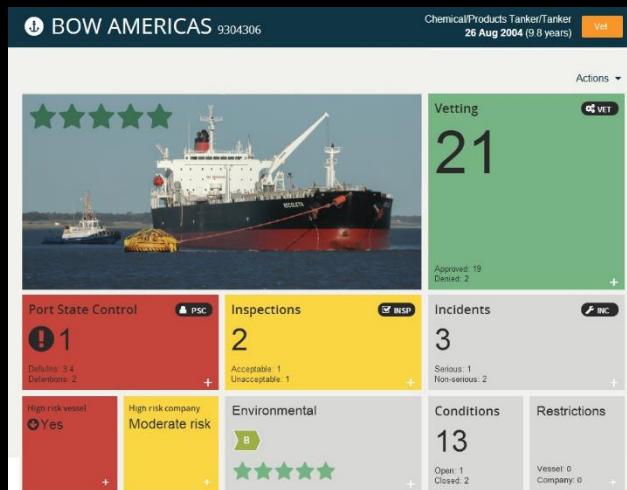 BOW AMERICAS 9304306
Chemical/Products Tanker/Tanker
26 Aug 2004 (9.8 years)
Vet
Actions
Vetting
VET
21
Approved: 19
Denied: 2
+
Port State Control
PSC
1
Defs/Ins: 3.4
Detentions: 2
+
Inspections
INSP
2
Acceptable: 1
Unacceptable: 1
+
Incidents
INC
3
Serious: 1
Non-serious: 2
+
High risk vessel
Yes
+
High risk company
Moderate risk
+
Environmental
B
+
Conditions
13
Open: 1
Closed: 2
+
Restrictions
Vessel: 0
Company: 0
+